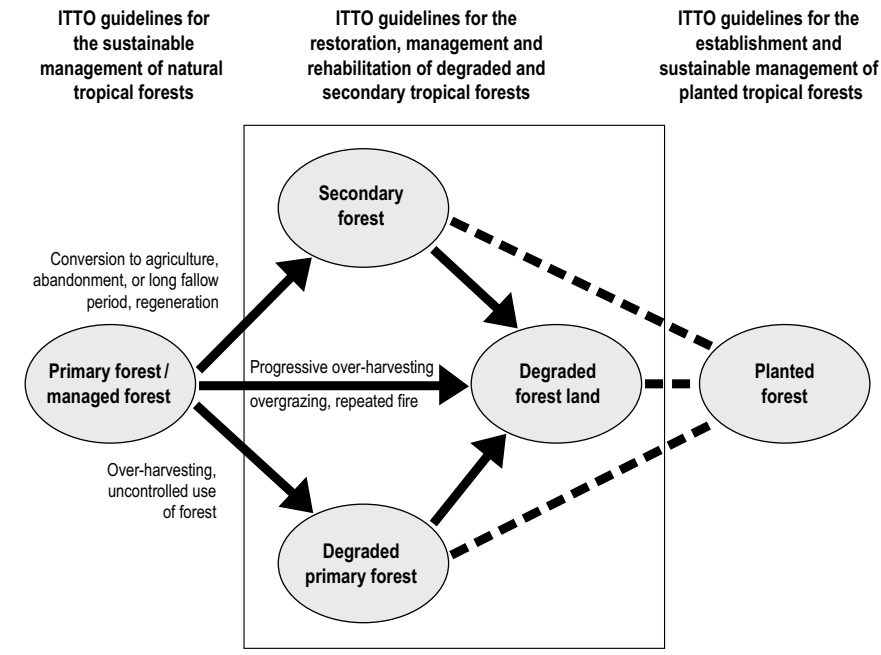 ITTO guidelines for
the sustainable
management of natural
tropical forests
ITTO guidelines for the
restoration, management and
rehabilitation of degraded and
secondary tropical forests
ITTO guidelines for the
establishment and
sustainable management of
planted tropical forests
Secondary
forest
Conversion to agriculture,
abandonment, or long fallow
period, regeneration
Primary forest /
managed forest
Progressive over-harvesting
overgrazing, repeated fire
Degraded
forest land
Planted
forest
Over-harvesting,
uncontrolled use
of forest
Degraded
primary forest